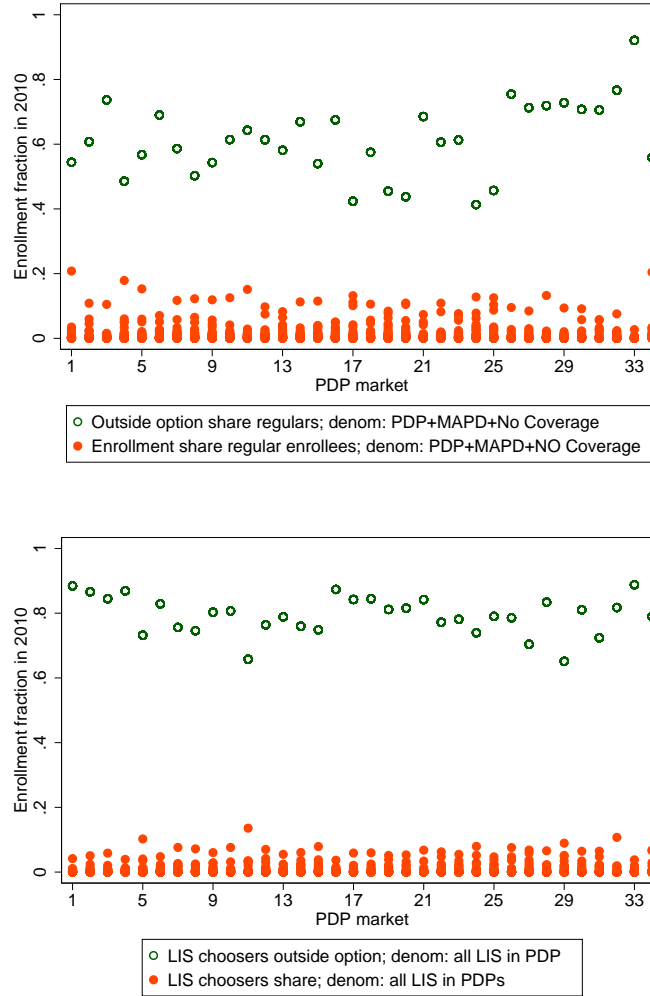 Enrollment fraction in 2010
1
.8
.6
.4
.2
0
1 5 9 13 17 21 25 29 33
PDP market
Outside option share regulars; denom: PDP+MAPD+No Coverage
Enrollment share regular enrollees; denom: PDP+MAPD+NO Coverage
Enrollment fraction in 2010
1
.8
.6
.4
.2
0
1 5 9 13 17 21 25 29 33
PDP market
LIS choosers outside option; denom: all LIS in PDP
LIS choosers share; denom: all LIS in PDPs